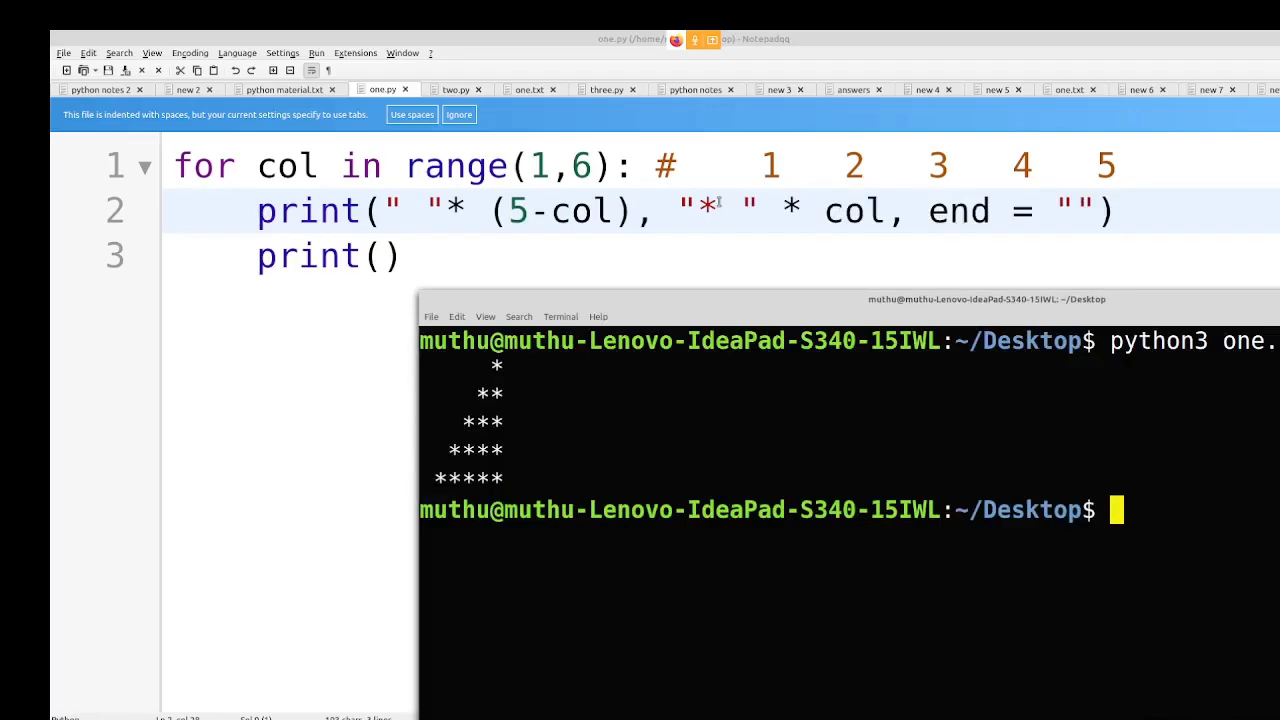 one.py (/home/ op) - Notepadqq
File Edit Search View Encoding Language Settings Run Extensions Window ?
python notes 2 new 2 python material.txt one.py two.py one.txt three.py python notes new 3 answers new 4 new 5 one.txt new 6 new 7
This file is indented with spaces, but your current settings specify to use tabs. Use spaces Ignore
1 for col in range(1,6): # 1 2 3 4 5
2 print(" "* (5-col), "* " * col, end = "")
3 print()
muthu@muthu-Lenovo-IdeaPad-S340-15IWL: ~/Desktop
File Edit View Search Terminal Help
muthu@muthu-Lenovo-IdeaPad-S340-15IWL:~/Desktop$ python3 one.
*
**
***
****
*****
muthu@muthu-Lenovo-IdeaPad-S340-15IWL:~/Desktop$